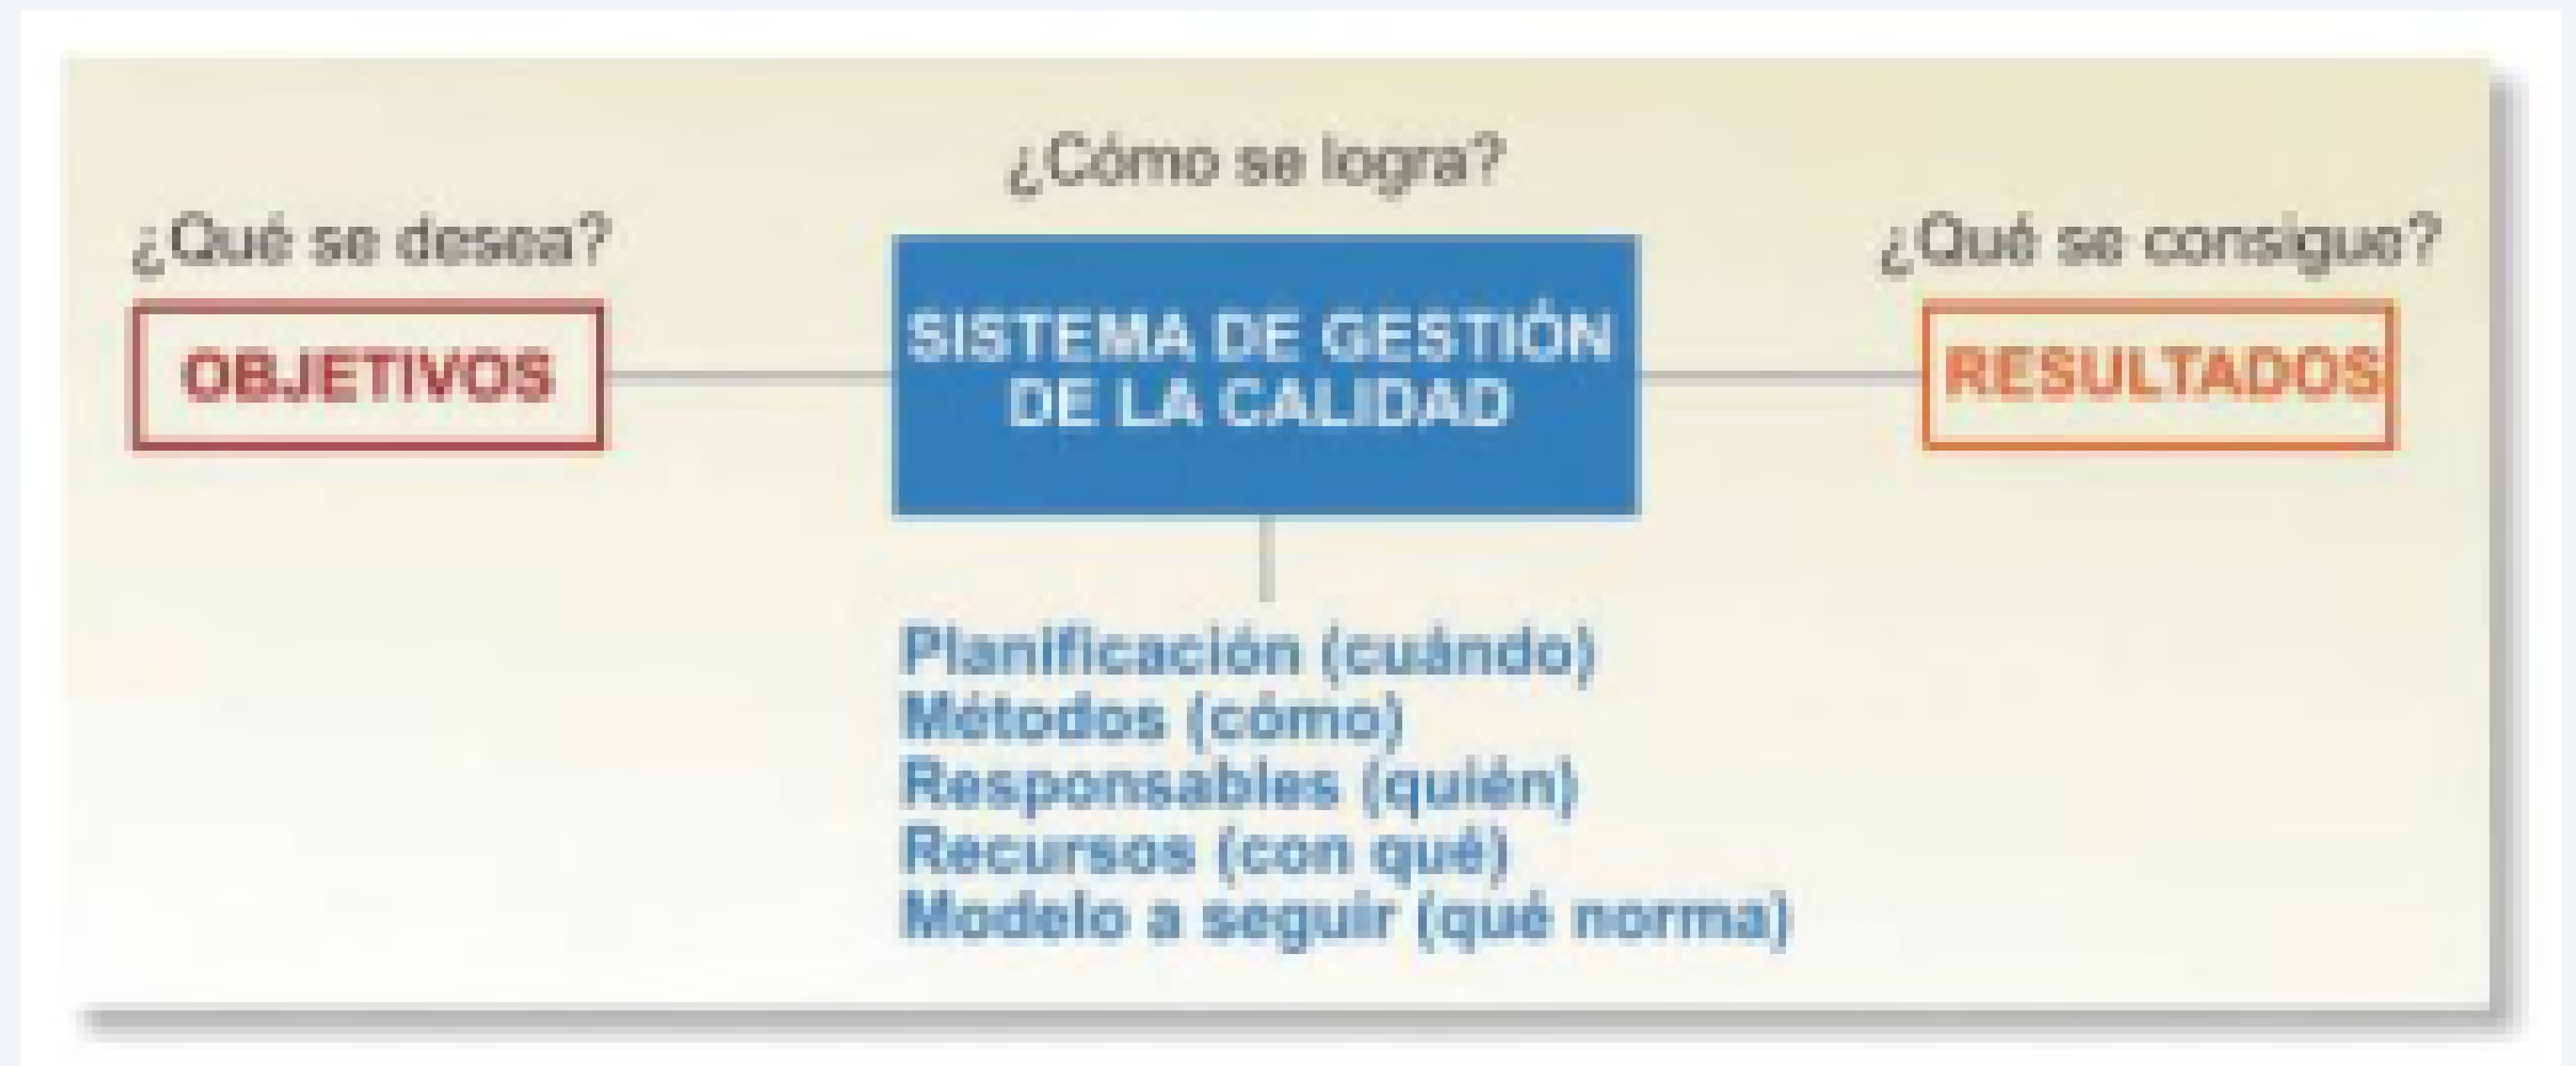 ¿Cómo se logra?
¿Qué se desea?
¿Qué se consigue?
OBJETIVOS
SISTEMA DE GESTIÓN
DE LA CALIDAD
RESULTADOS
Planificación (cuándo)
Métodos (cómo)
Responsables (quién)
Recursos (con qué)
Modelo a seguir (qué norma)